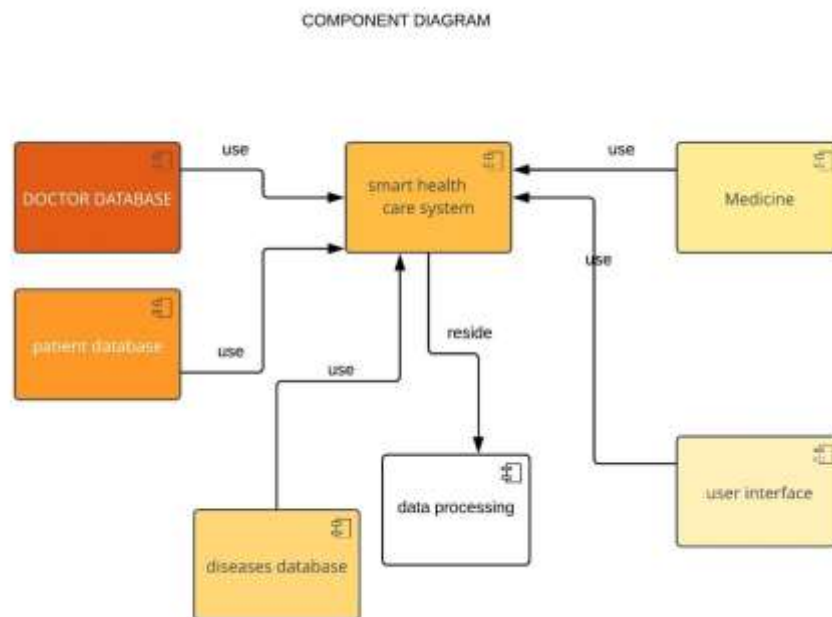 COMPONENT DIAGRAM
use
use
DOCTOR DATABASE
smart health
care system
Medicine
use
patient database
use
reside
use
data processing
user interface
diseases database